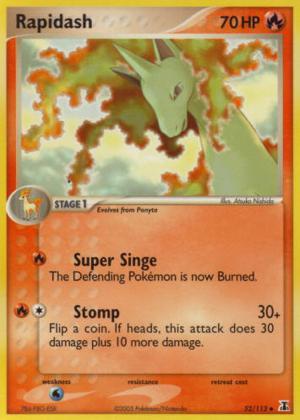 Rapidash 70 HP
Illus. Atsuko Nishida
STAGE 1 Evolves from Ponyta
Super Singe
The Defending Pokémon is now Burned.
Stomp 30+
Flip a coin. If heads, this attack does 30
damage plus 10 more damage.
weakness resistance retreat cost
©2005 Pokémon/Nintendo 52/113